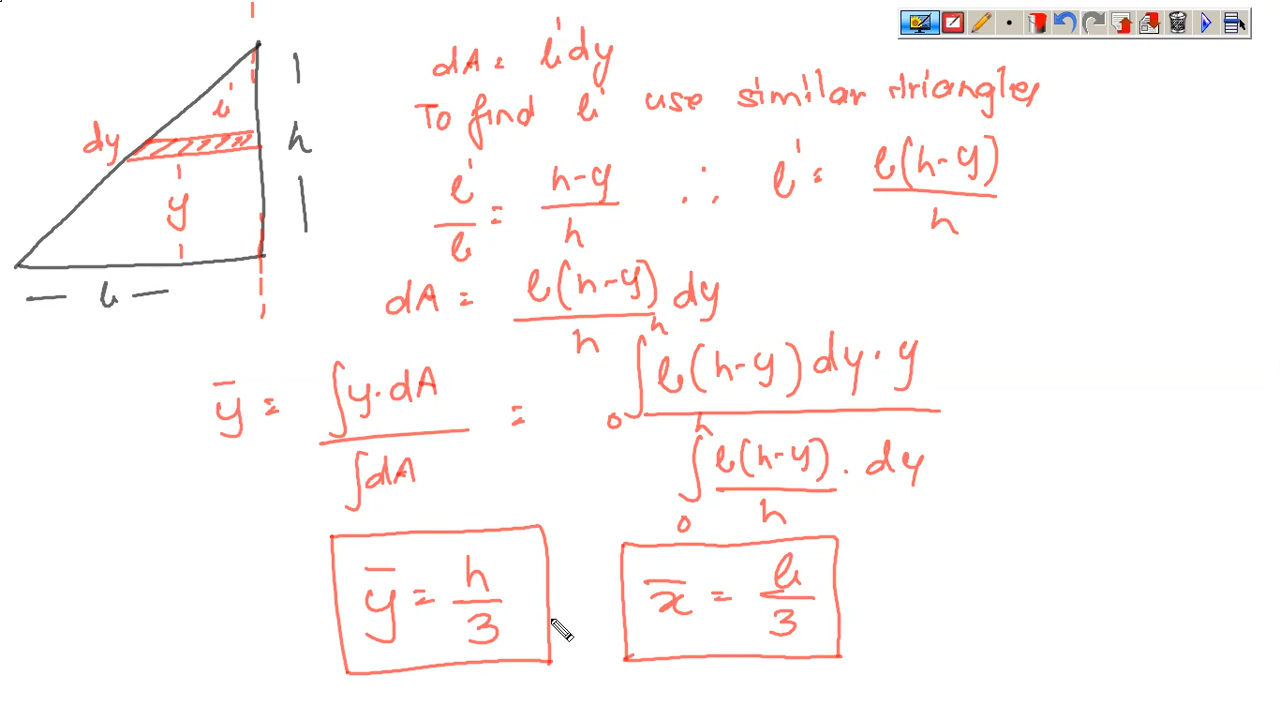 dA = b' dy
To find b' use similar triangles
b'
dy
h
y
b
b'/b = (h-y)/h ∴ b' = b(h-y)/h
dA = b(h-y)/h dy
ȳ = ∫y·dA / ∫dA = ∫₀ʰ b(h-y) dy · y / ∫₀ʰ b(h-y)/h · dy
ȳ = h/3
x̄ = b/3